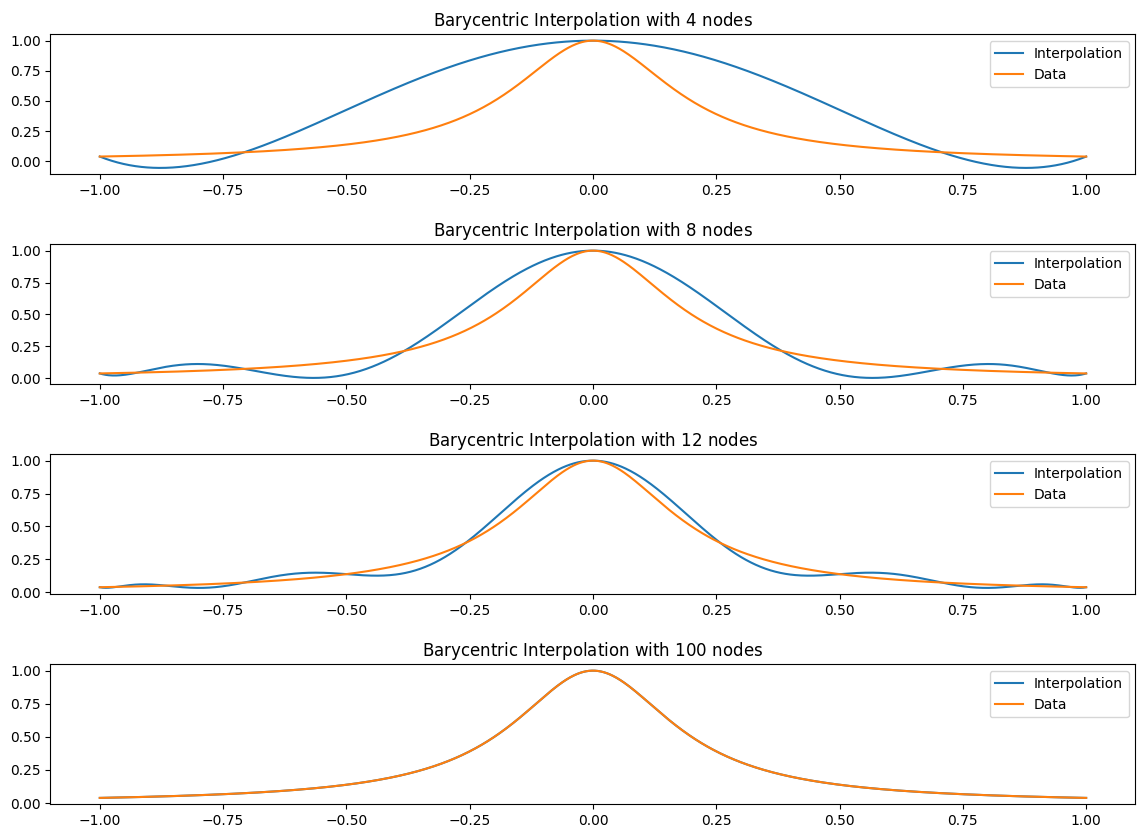 Barycentric Interpolation with 4 nodes
1.00
0.75
0.50
0.25
0.00
Interpolation
Data
−1.00 −0.75 −0.50 −0.25 0.00 0.25 0.50 0.75 1.00
Barycentric Interpolation with 8 nodes
1.00
0.75
0.50
0.25
0.00
Interpolation
Data
−1.00 −0.75 −0.50 −0.25 0.00 0.25 0.50 0.75 1.00
Barycentric Interpolation with 12 nodes
1.00
0.75
0.50
0.25
0.00
Interpolation
Data
−1.00 −0.75 −0.50 −0.25 0.00 0.25 0.50 0.75 1.00
Barycentric Interpolation with 100 nodes
1.00
0.75
0.50
0.25
0.00
Interpolation
Data
−1.00 −0.75 −0.50 −0.25 0.00 0.25 0.50 0.75 1.00